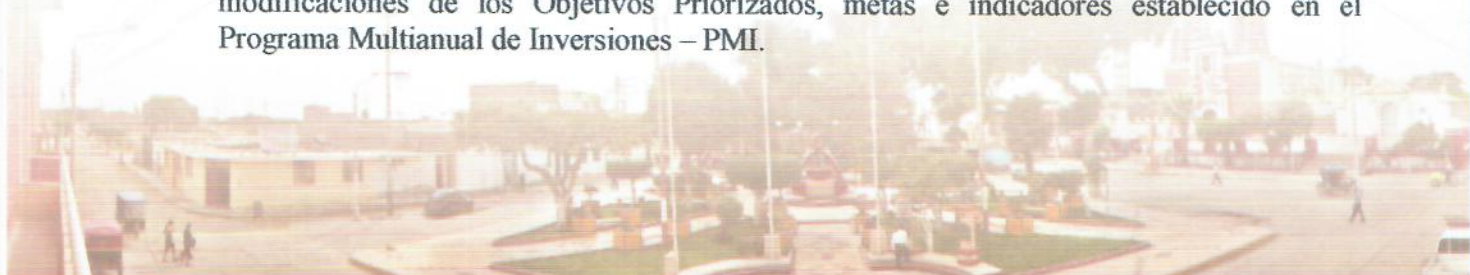 modificaciones de los Objetivos Priorizados, metas e indicadores establecido en el
Programa Multianual de Inversiones – PMI.